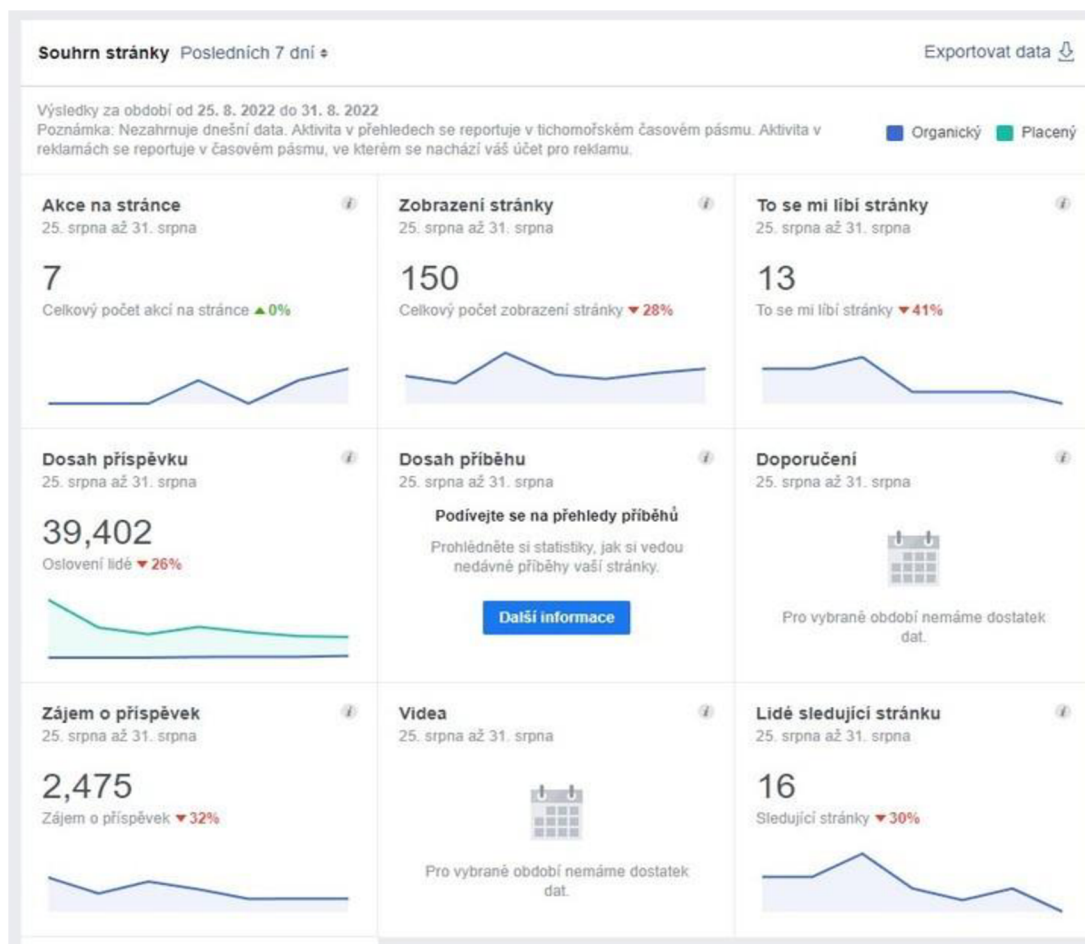 Souhrn stránky Posledních 7 dní
Exportovat data
Výsledky za období od 25. 8. 2022 do 31. 8. 2022
Poznámka: Nezahrnuje dnešní data. Aktivita v přehledech se reportuje v tichomořském časovém pásmu. Aktivita v
reklamách se reportuje v časovém pásmu, ve kterém se nachází váš účet pro reklamu.
Organický Placený
Akce na stránce
25. srpna až 31. srpna
7
Celkový počet akcí na stránce ▲ 0%
Zobrazení stránky
25. srpna až 31. srpna
150
Celkový počet zobrazení stránky ▼ 28%
To se mi líbí stránky
25. srpna až 31. srpna
13
To se mi líbí stránky ▼ 41%
Dosah příspěvku
25. srpna až 31. srpna
39,402
Oslovení lidé ▼ 26%
Dosah příběhu
25. srpna až 31. srpna
Podívejte se na přehledy příběhů
Prohlédněte si statistiky, jak si vedou
nedávné příběhy vaší stránky.
Další informace
Doporučení
25. srpna až 31. srpna
Pro vybrané období nemáme dostatek
dat.
Zájem o příspěvek
25. srpna až 31. srpna
2,475
Zájem o příspěvek ▼ 32%
Videa
25. srpna až 31. srpna
Pro vybrané období nemáme dostatek
dat.
Lidé sledující stránku
25. srpna až 31. srpna
16
Sledující stránky ▼ 30%